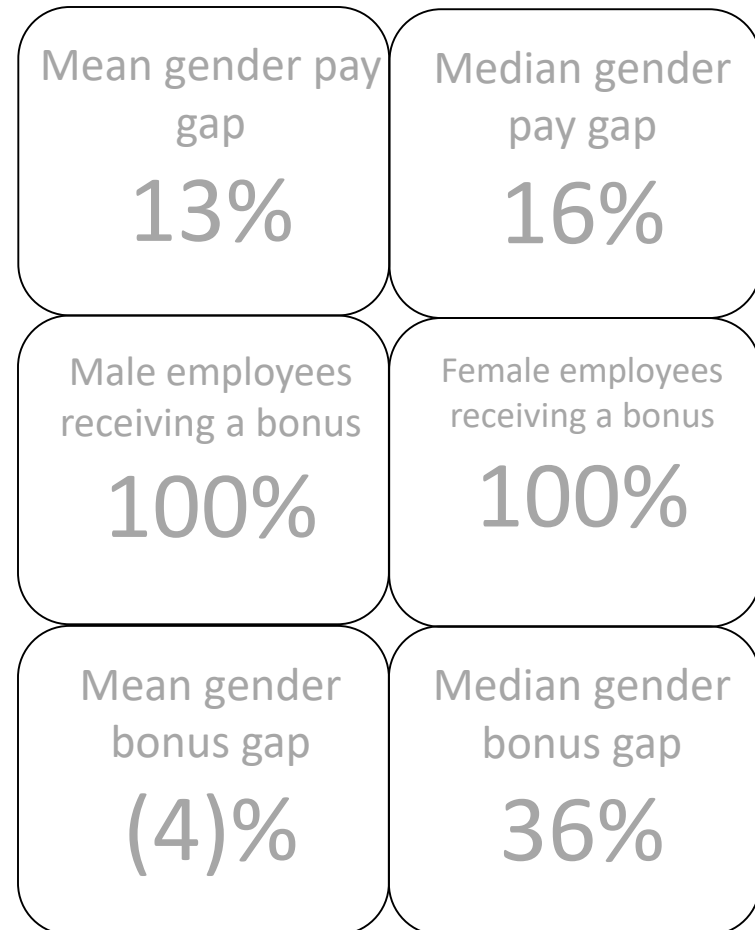 Mean gender pay
gap
13%
Median gender
pay gap
16%
Male employees
receiving a bonus
100%
Female employees
receiving a bonus
100%
Mean gender
bonus gap
(4)%
Median gender
bonus gap
36%